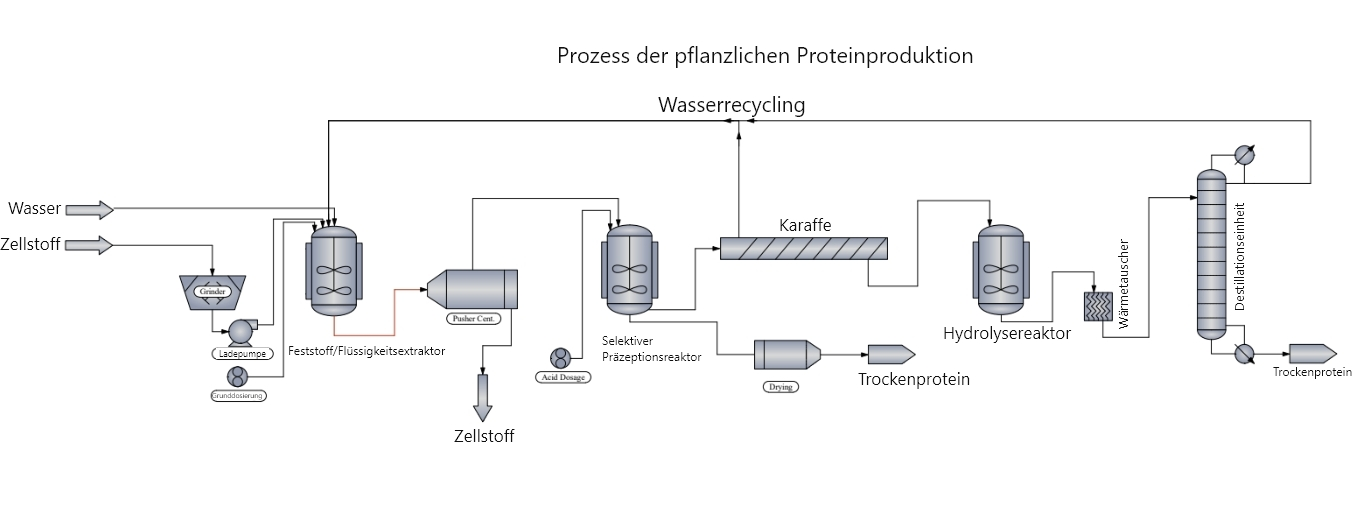 Prozess der pflanzlichen Proteinproduktion
Wasserrecycling
Wasser
Zellstoff
Grinder
Ladepumpe
Grunddosierung
Feststoff/Flüssigkeitsextraktor
Pusher Cent.
Zellstoff
Acid Dosage
Selektiver
Präzeptionsreaktor
Karaffe
Drying
Trockenprotein
Hydrolysereaktor
Wärmetauscher
Destillationseinheit
Trockenprotein